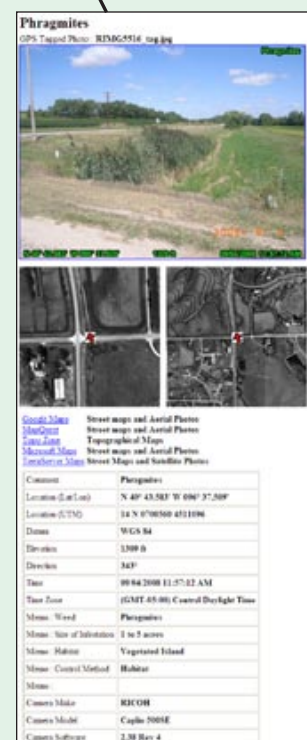 Phragmites
GPS Tagged Photo: RIMG5516_tag.jpg
Phragmites
Google Maps Street maps and Aerial Photos
MapQuest Street maps and Aerial Photos
Topo Zone Topographical Maps
Microsoft Maps Street maps and Aerial Photos
TerraServer Maps Street Maps and Satellite Photos
Comment Phragmites
Location (Lat/Lon) N 40° 43.583' W 096° 37.509'
Location (UTM) 14 N 0700560 4511096
Datum WGS 84
Elevation 1309 ft
Direction 343°
Time 09/04/2008 11:57:12 AM
Time Zone (GMT-05:00) Central Daylight Time
Memo: Weed Phragmites
Memo: Size of Infestation 1 to 5 acres
Memo: Habitat Vegetated Island
Memo: Control Method Habitat
Memo:
Camera Make RICOH
Camera Model Caplio 500SE
Camera Software 2.30 Rev 4